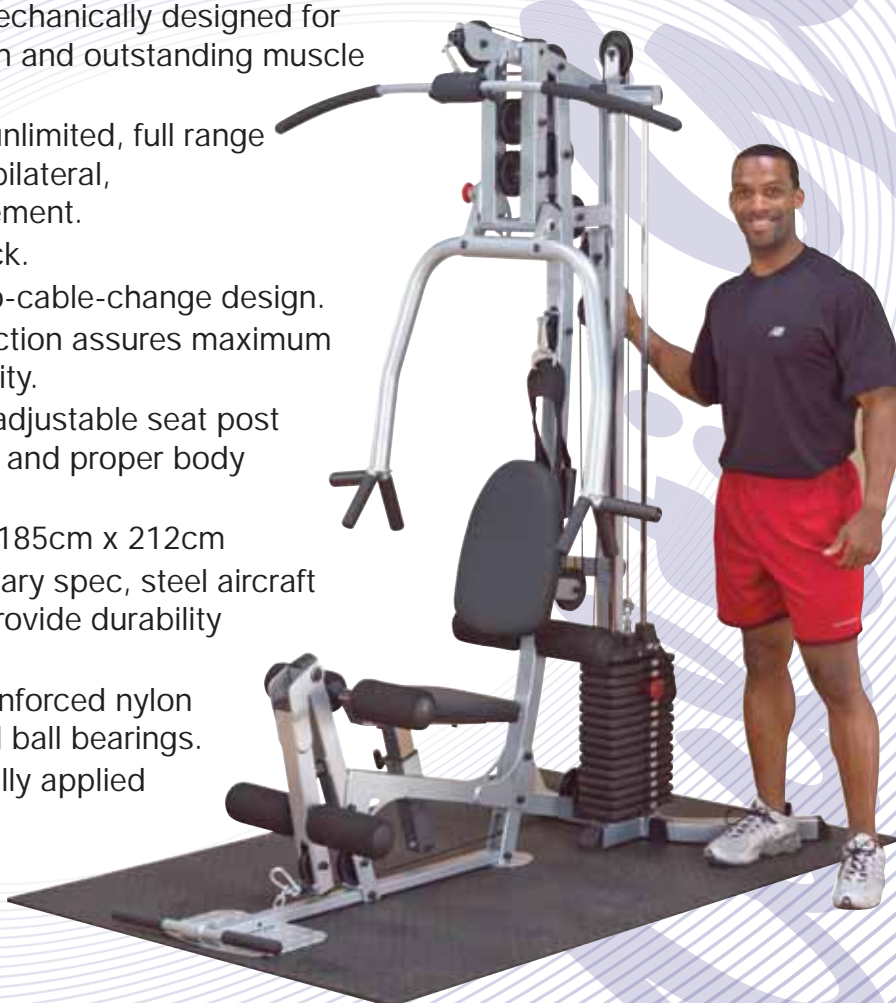 echanically designed for
n and outstanding muscle
unlimited, full range
bilateral,
ement.
ck.
o-cable-change design.
ction assures maximum
ity.
adjustable seat post
and proper body
185cm x 212cm
ary spec, steel aircraft
rovide durability
nforced nylon
l ball bearings.
lly applied